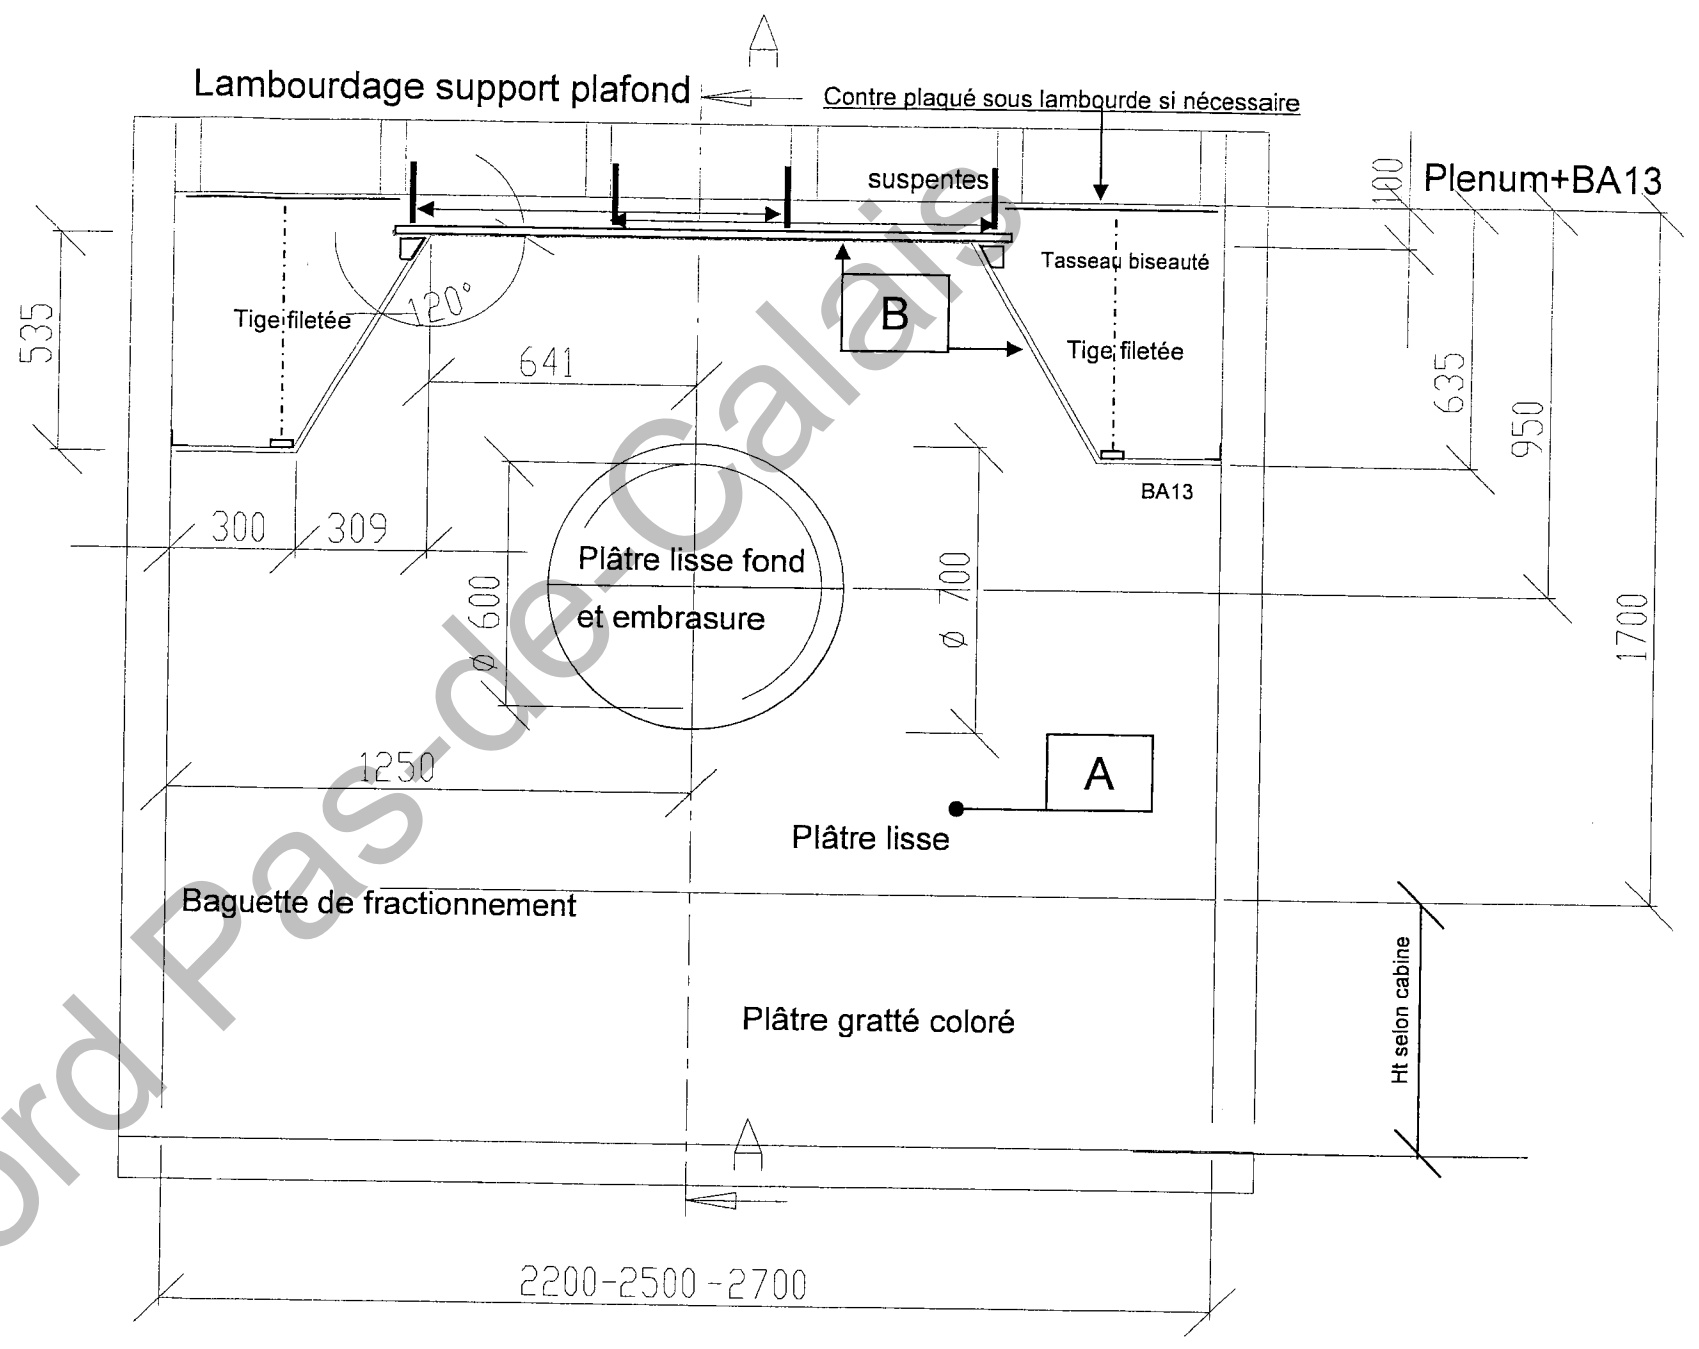 A
Lambourdage support plafond
Contre plaqué sous lambourde si nécessaire
suspentes
100
Plenum+BA13
Tasseau biseauté
120°
Tige filetée
B
Tige filetée
535
641
635
950
BA13
300
309
Plâtre lisse fond
et embrasure
ø 600
ø 700
1700
1250
A
Plâtre lisse
Baguette de fractionnement
Plâtre gratté coloré
Ht selon cabine
A
2200-2500-2700
ord Pas-de-Calais